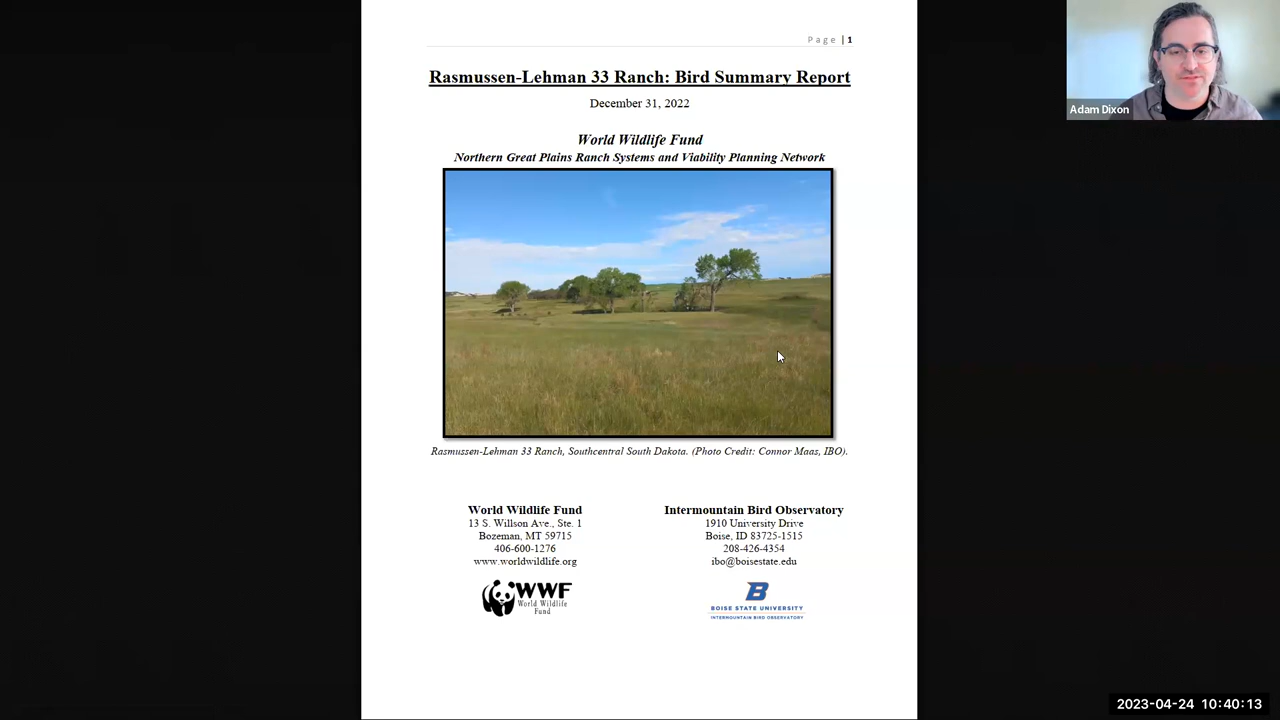 Page | 1
Rasmussen-Lehman 33 Ranch: Bird Summary Report
December 31, 2022
World Wildlife Fund
Northern Great Plains Ranch Systems and Viability Planning Network
Rasmussen-Lehman 33 Ranch, Southcentral South Dakota. (Photo Credit: Connor Maas, IBO).
World Wildlife Fund
13 S. Willson Ave., Ste. 1
Bozeman, MT 59715
406-600-1276
www.worldwildlife.org
WWF
World Wildlife
Fund
Intermountain Bird Observatory
1910 University Drive
Boise, ID 83725-1515
208-426-4354
ibo@boisestate.edu
B
BOISE STATE UNIVERSITY
INTERMOUNTAIN BIRD OBSERVATORY
Adam Dixon
2023-04-24 10:40:13